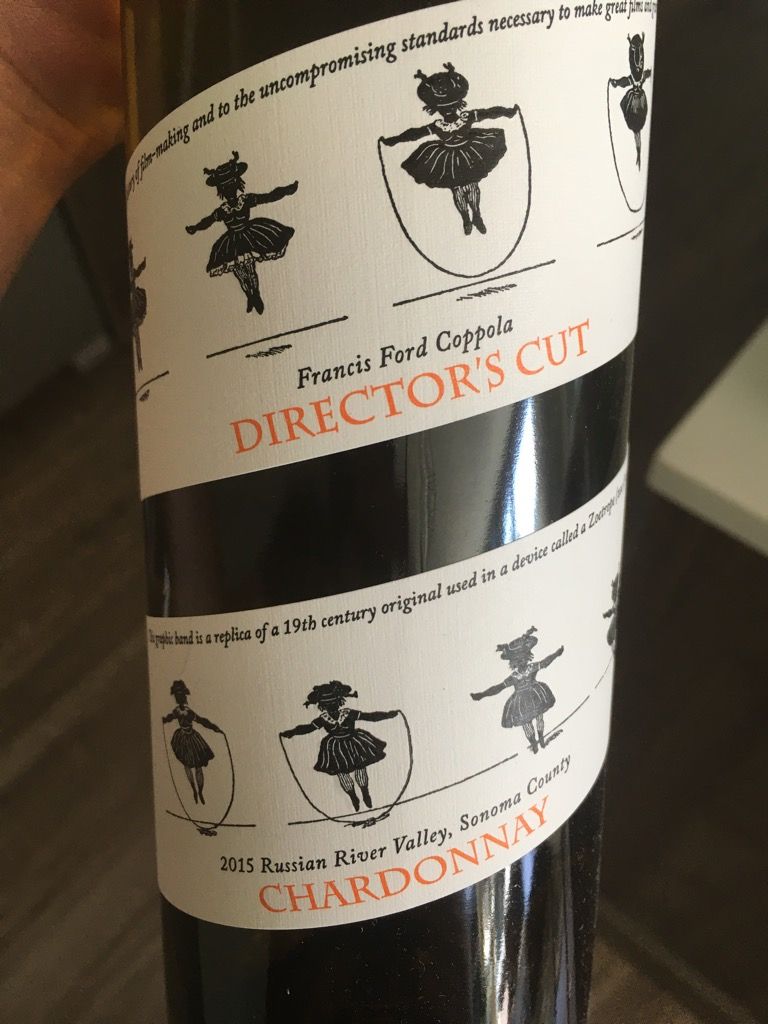 of film-making and to the uncompromising standards necessary to make great films and
Francis Ford Coppola
DIRECTOR'S CUT
This graphic band is a replica of a 19th century original used in a device called a Zoetrope
2015 Russian River Valley, Sonoma County
CHARDONNAY